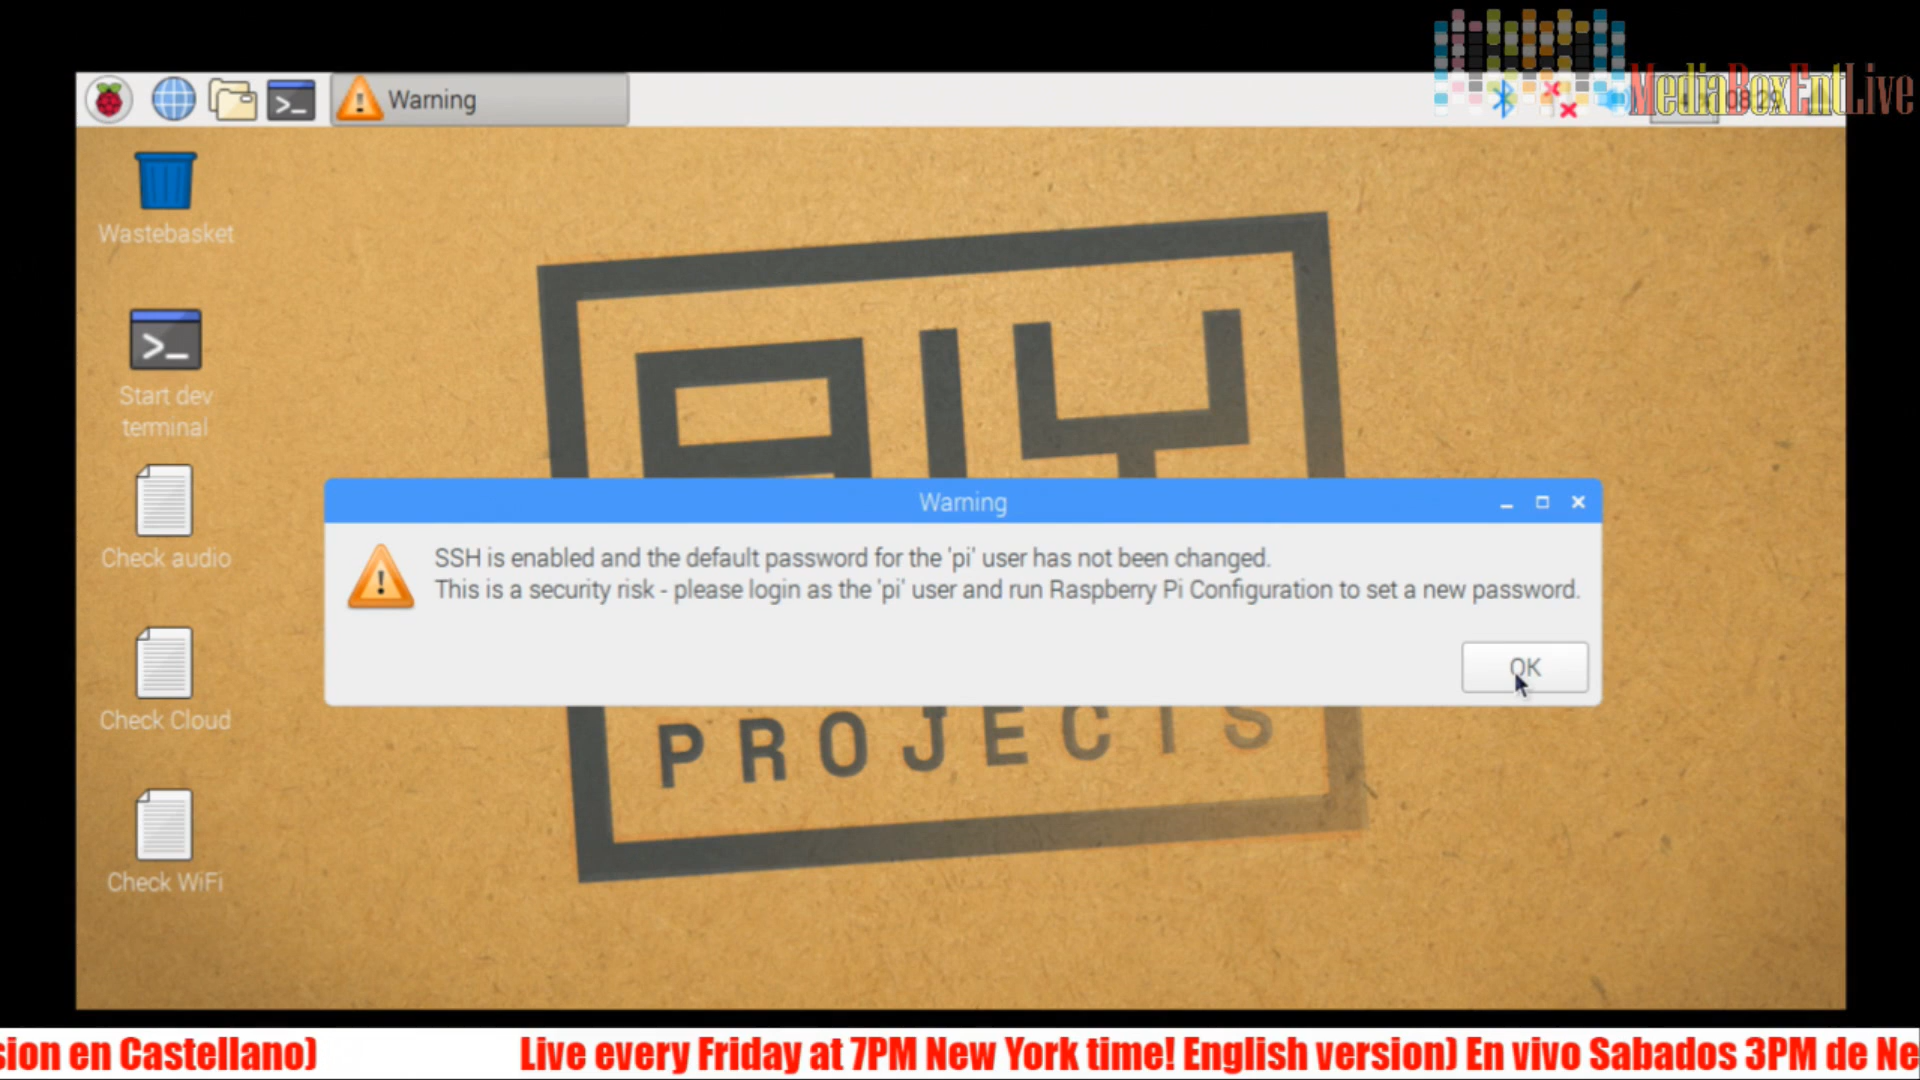 MediaBoxEntLive
Warning
Wastebasket
Start dev
terminal
Check audio
Check Cloud
Check WiFi
AIY
PROJECTS
Warning
SSH is enabled and the default password for the 'pi' user has not been changed.
This is a security risk - please login as the 'pi' user and run Raspberry Pi Configuration to set a new password.
OK
sion en Castellano) Live every Friday at 7PM New York time! English version) En vivo Sabados 3PM de Ne